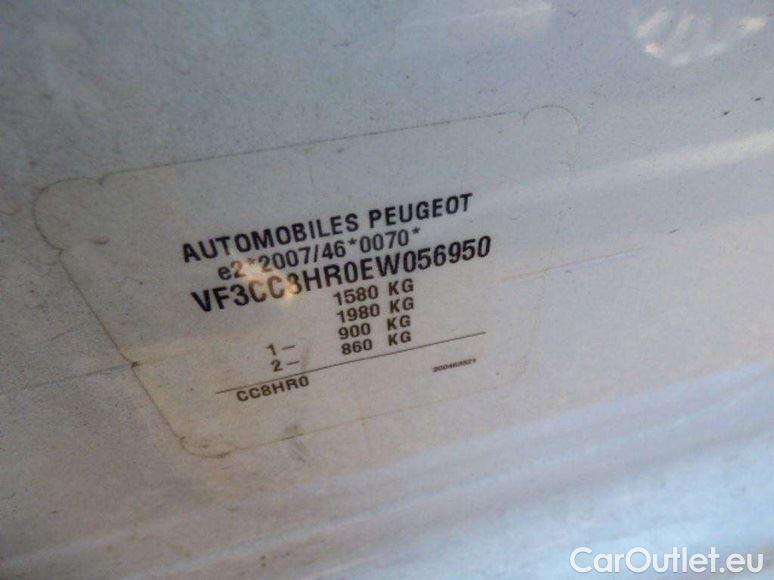 AUTOMOBILES PEUGEOT
e2*2007/46*0070*
VF3CC8HR0EW056950
1580 KG
1980 KG
1- 900 KG
2- 860 KG
CC8HR0 200463521
CarOutlet.eu